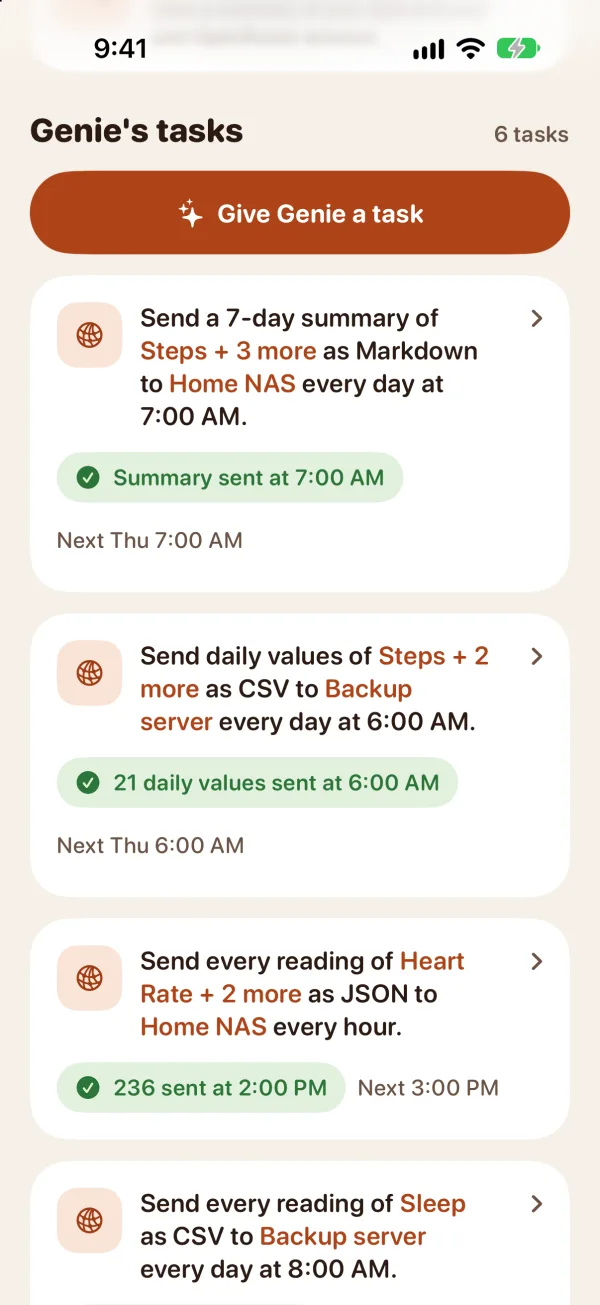 9:41
Genie's tasks
6 tasks
Give Genie a task
Send a 7-day summary of
Steps + 3 more as Markdown
to Home NAS every day at
7:00 AM.
Summary sent at 7:00 AM
Next Thu 7:00 AM
Send daily values of Steps + 2
more as CSV to Backup
server every day at 6:00 AM.
21 daily values sent at 6:00 AM
Next Thu 6:00 AM
Send every reading of Heart
Rate + 2 more as JSON to
Home NAS every hour.
236 sent at 2:00 PM
Next 3:00 PM
Send every reading of Sleep
as CSV to Backup server
every day at 8:00 AM.